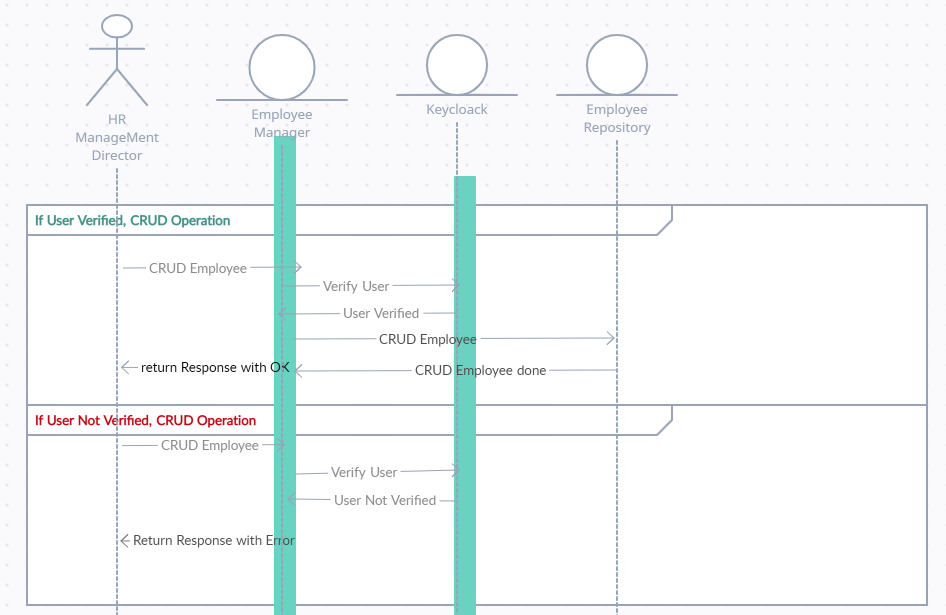 HR
ManageMent
Director
Employee
Manager
Keycloack
Employee
Repository
If User Verified, CRUD Operation
CRUD Employee
Verify User
User Verified
CRUD Employee
return Response with OK
CRUD Employee done
If User Not Verified, CRUD Operation
CRUD Employee
Verify User
User Not Verified
Return Response with Error